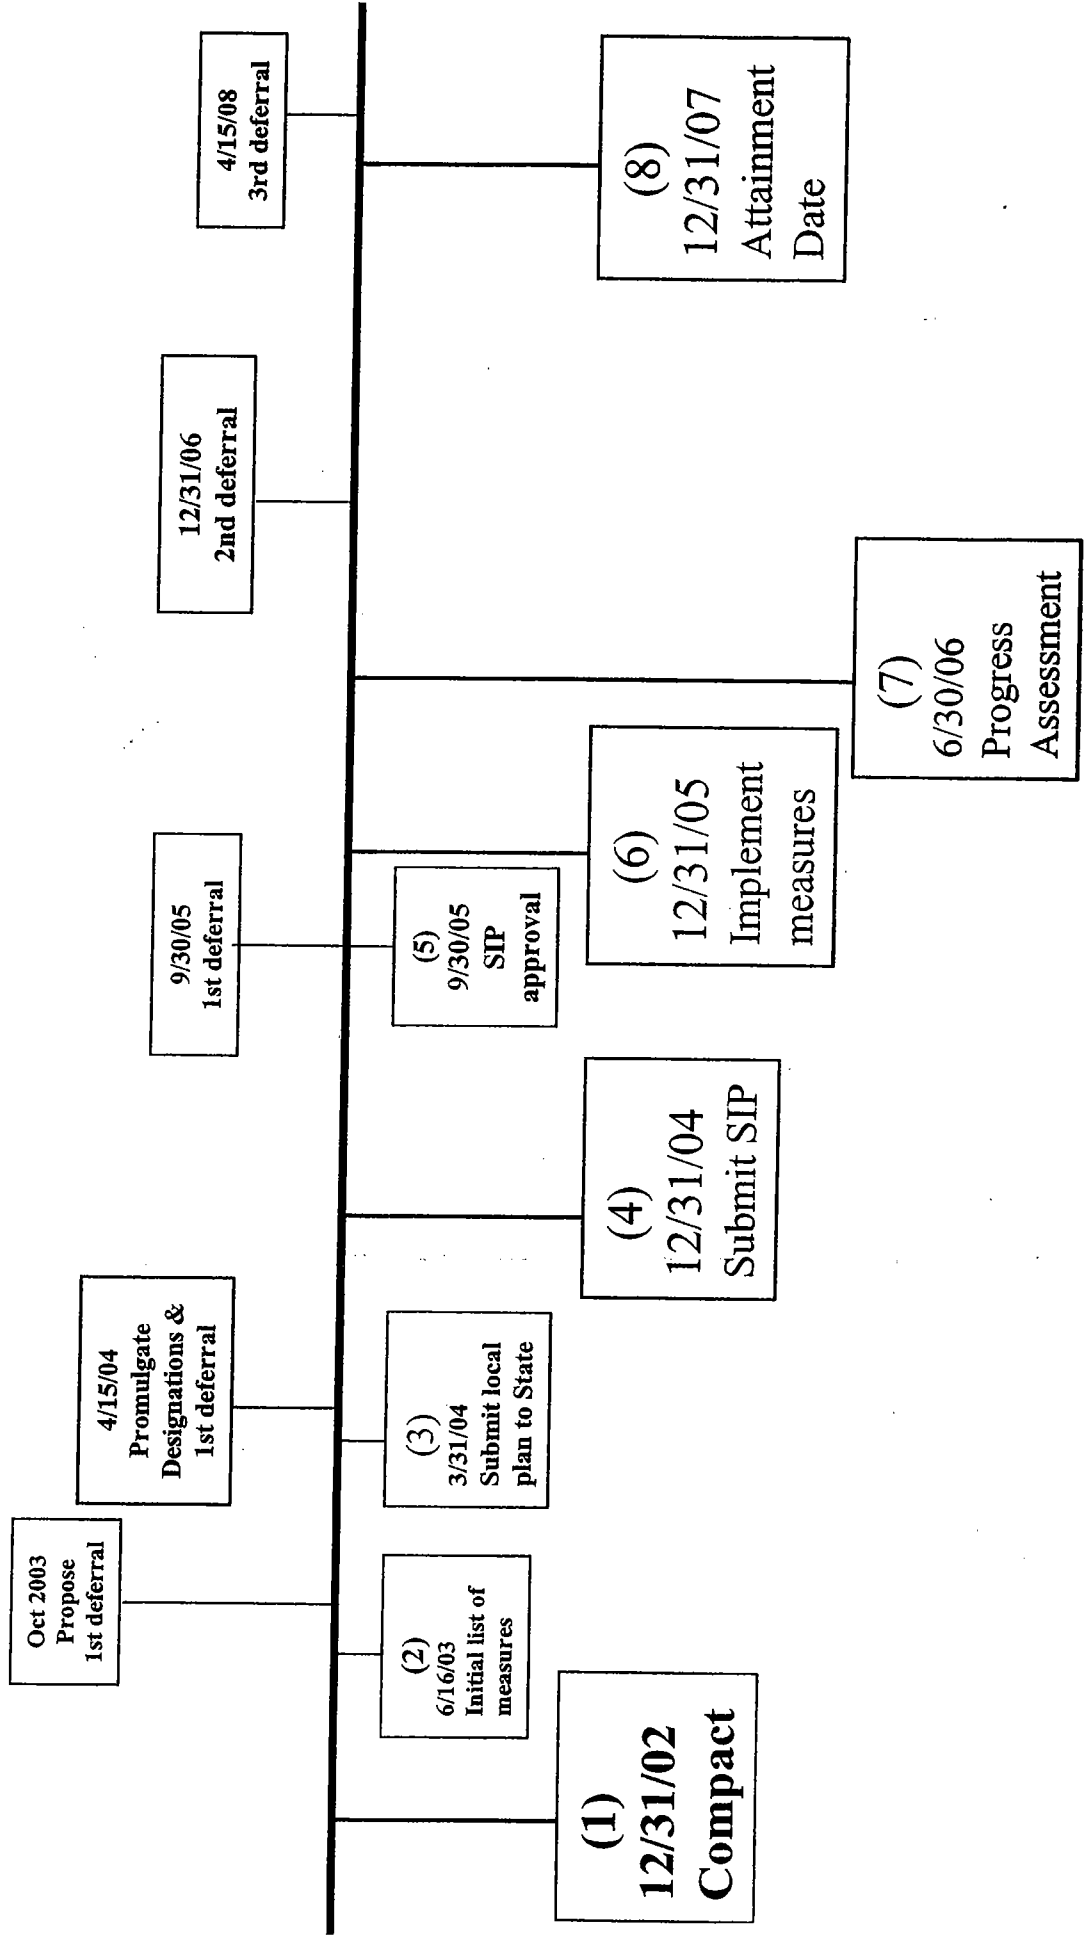 Oct 2003
Propose
1st deferral
4/15/04
Promulgate
Designations &
1st deferral
9/30/05
1st deferral
12/31/06
2nd deferral
4/15/08
3rd deferral
(1)
12/31/02
Compact
(2)
6/16/03
Initial list of
measures
(3)
3/31/04
Submit local
plan to State
(4)
12/31/04
Submit SIP
(5)
9/30/05
SIP
approval
(6)
12/31/05
Implement
measures
(7)
6/30/06
Progress
Assessment
(8)
12/31/07
Attainment
Date